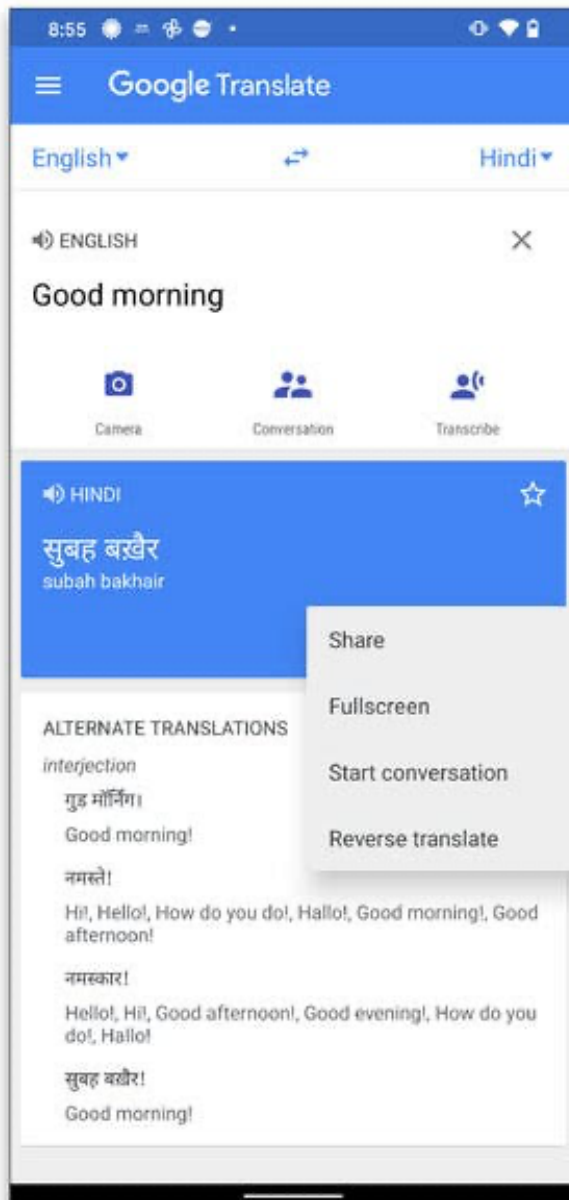 8:55
Google Translate
English
Hindi
ENGLISH
Good morning
Camera
Conversation
Transcribe
HINDI
सुबह बख़ैर
subah bakhair
Share
Fullscreen
Start conversation
Reverse translate
ALTERNATE TRANSLATIONS
interjection
गुड मॉर्निंग।
Good morning!
नमस्ते!
Hi!, Hello!, How do you do!, Hallo!, Good morning!, Good
afternoon!
नमस्कार!
Hello!, Hi!, Good afternoon!, Good evening!, How do you
do!, Hallo!
सुबह बख़ैर!
Good morning!